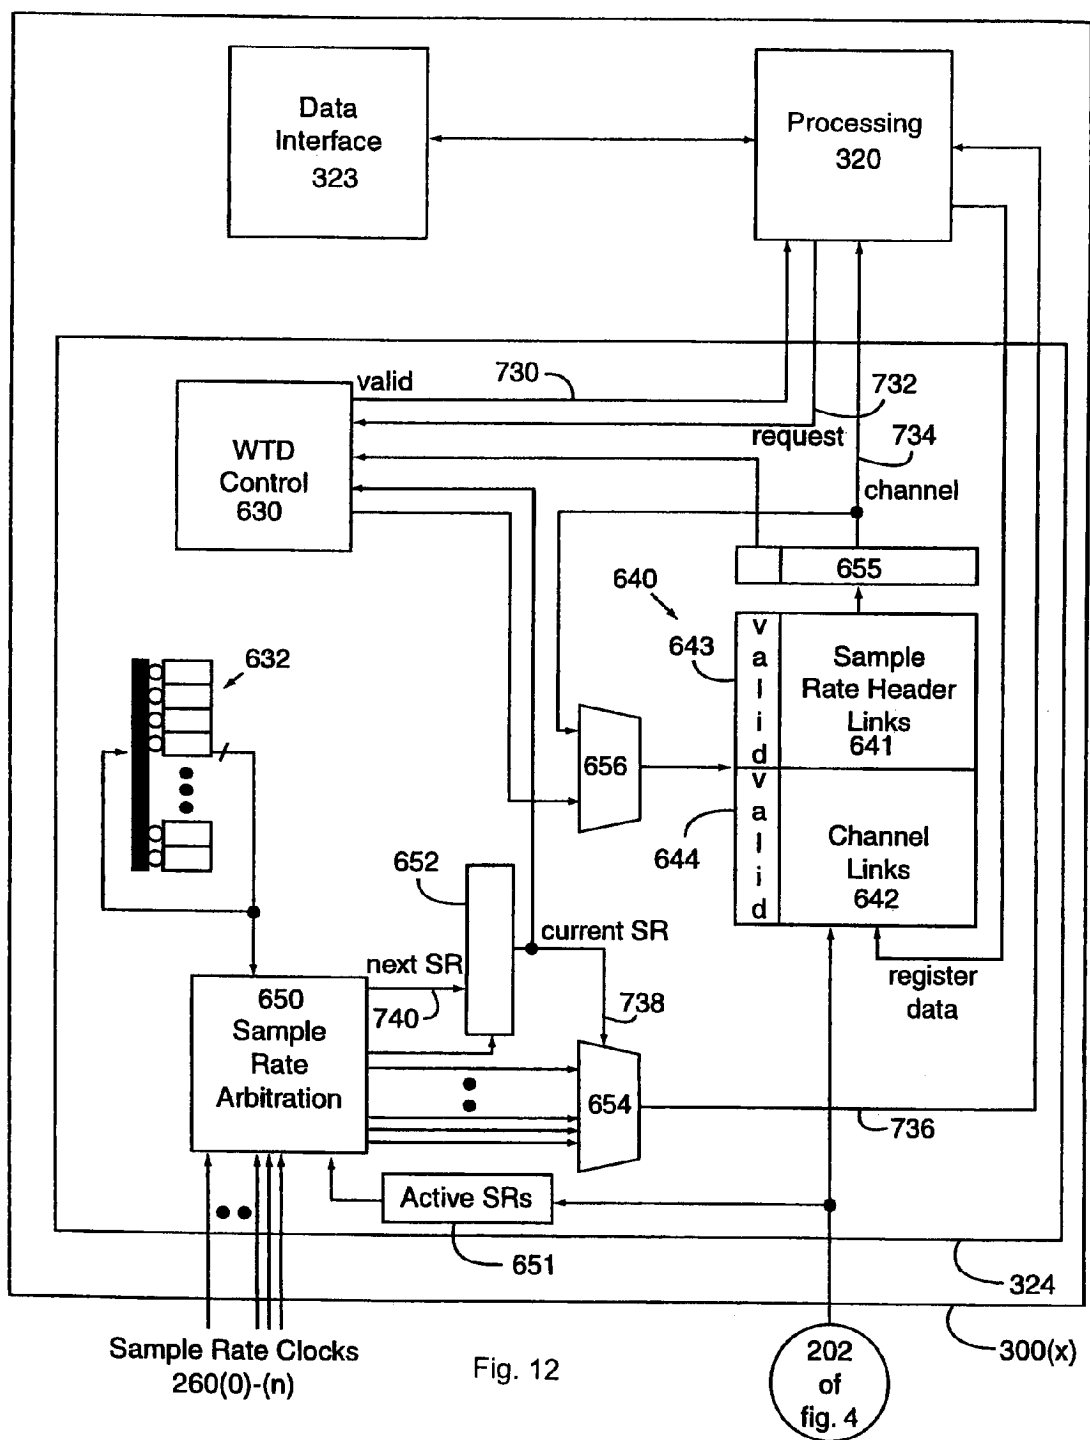 Data
Interface
323
Processing
320
valid
730
732
request
734
channel
WTD
Control
630
655
640
643
valid
Sample
Rate Header
Links
641
632
656
644
valid
Channel
Links
642
652
current SR
next SR
740
738
register
data
650
Sample
Rate
Arbitration
654
736
Active SRs
651
324
300(x)
Sample Rate Clocks
260(0)-(n)
Fig. 12
202
of
fig. 4